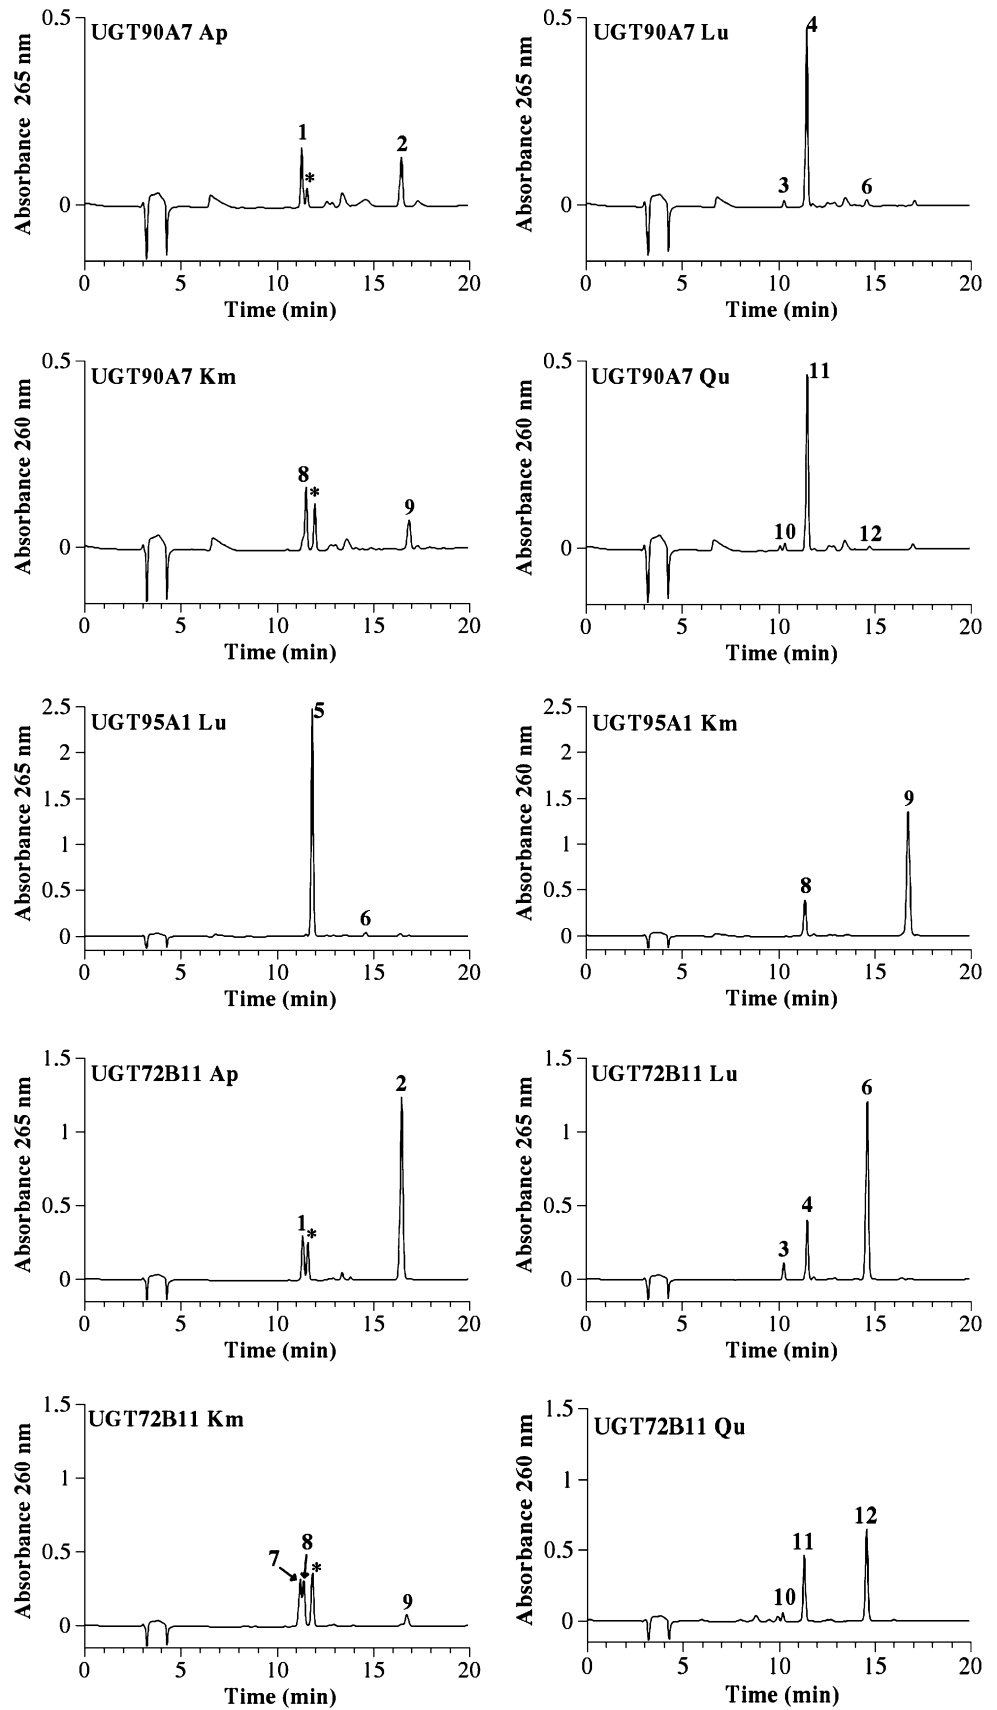 UGT90A7 Ap
Absorbance 265 nm
0.5
0
1
*
2
0 5 10 15 20
Time (min)
UGT90A7 Lu
Absorbance 265 nm
0.5
0
3
4
6
0 5 10 15 20
Time (min)
UGT90A7 Km
Absorbance 260 nm
0.5
0
8
*
9
0 5 10 15 20
Time (min)
UGT90A7 Qu
Absorbance 260 nm
0.5
0
10
11
12
0 5 10 15 20
Time (min)
UGT95A1 Lu
Absorbance 265 nm
2.5
2
1.5
1
0.5
0
5
6
0 5 10 15 20
Time (min)
UGT95A1 Km
Absorbance 260 nm
2.5
2
1.5
1
0.5
0
8
9
0 5 10 15 20
Time (min)
UGT72B11 Ap
Absorbance 265 nm
1.5
1
0.5
0
1
*
2
0 5 10 15 20
Time (min)
UGT72B11 Lu
Absorbance 265 nm
1.5
1
0.5
0
3
4
6
0 5 10 15 20
Time (min)
UGT72B11 Km
Absorbance 260 nm
1.5
1
0.5
0
7
8
*
9
0 5 10 15 20
Time (min)
UGT72B11 Qu
Absorbance 260 nm
1.5
1
0.5
0
10
11
12
0 5 10 15 20
Time (min)